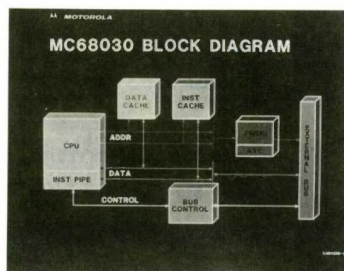 MOTOROLA
MC68030 BLOCK DIAGRAM
DATA
CACHE
INST
CACHE
CPU
INST PIPE
ADDR
DATA
CONTROL
BUS
CONTROL
EXTERNAL BUS